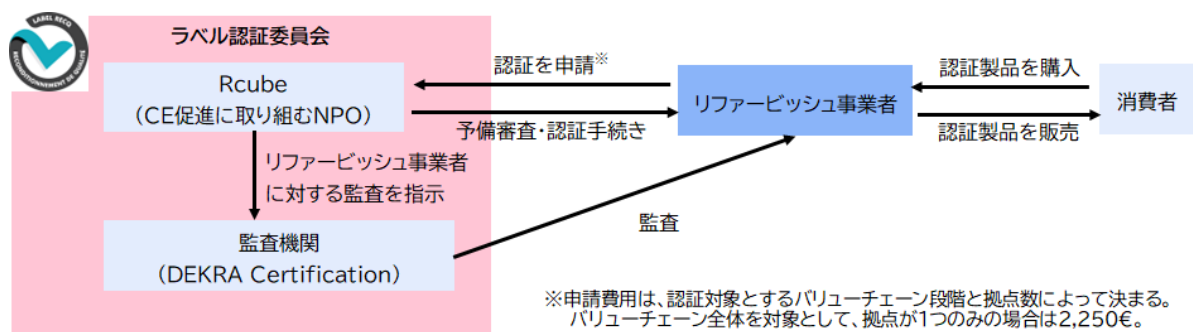 LABEL RECQ
RECONDITIONNEMENT DE QUALITÉ
ラベル認証委員会
Rcube
（CE促進に取り組むNPO）
認証を申請※
予備審査・認証手続き
リファービッシュ事業者
認証製品を購入
認証製品を販売
消費者
リファービッシュ事業者
に対する監査を指示
監査機関
（DEKRA Certification）
監査
※申請費用は、認証対象とするバリューチェーン段階と拠点数によって決まる。
バリューチェーン全体を対象として、拠点が1つのみの場合は2,250€。